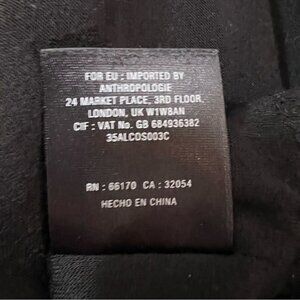 FOR EU : IMPORTED BY
ANTHROPOLOGIE
24 MARKET PLACE, 3RD FLOOR,
LONDON, UK W1W8AN
CIF : VAT No. GB 684936382
35ALCOS003C
RN : 66170 CA : 32054
HECHO EN CHINA